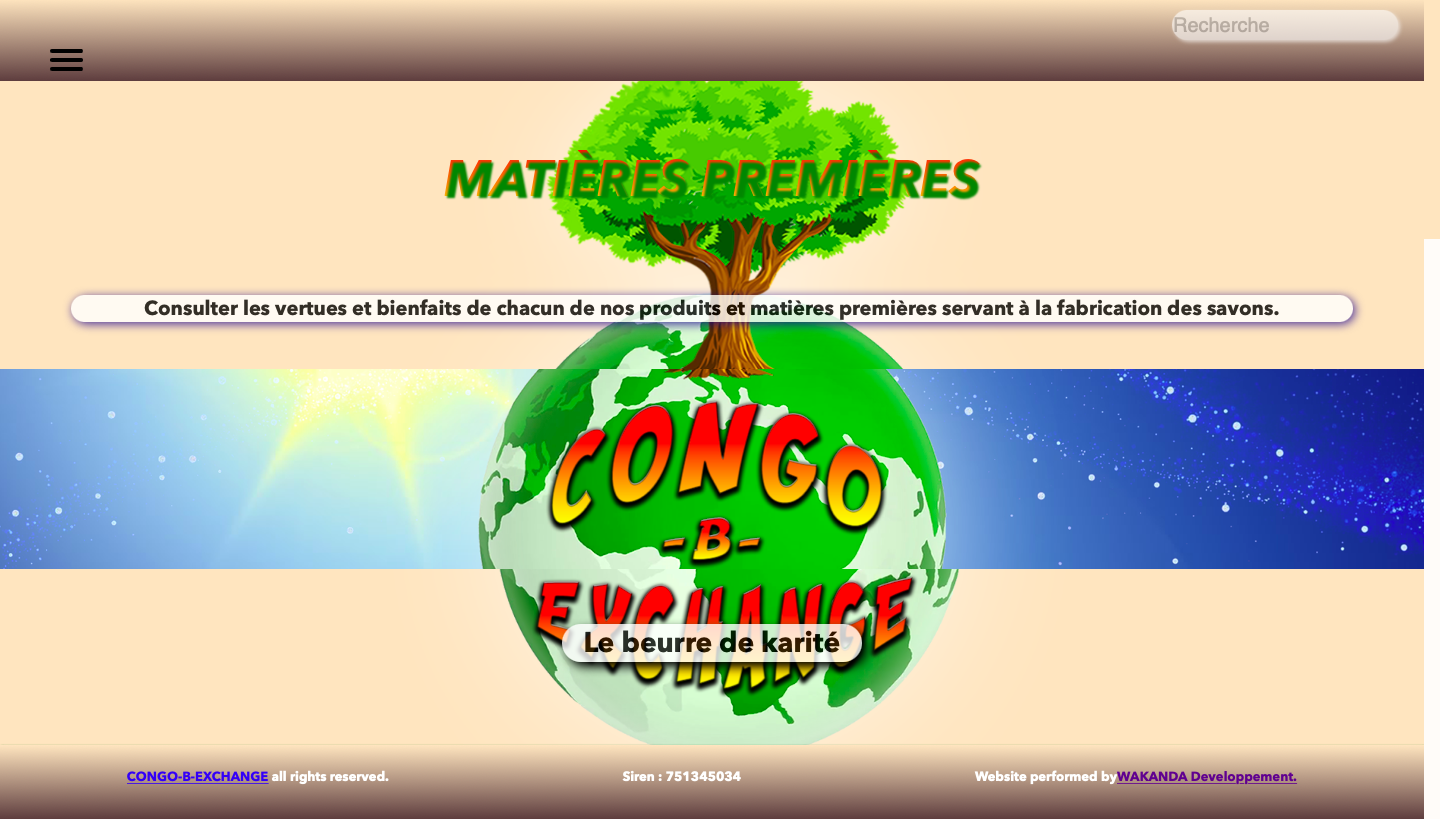 Recherche
MATIÈRES PREMIÈRES
Consulter les vertues et bienfaits de chacun de nos produits et matières premières servant à la fabrication des savons.
CONGO
-B-
EXCHANGE
Le beurre de karité
CONGO-B-EXCHANGE all rights reserved.
Siren : 751345034
Website performed byWAKANDA Developpement.